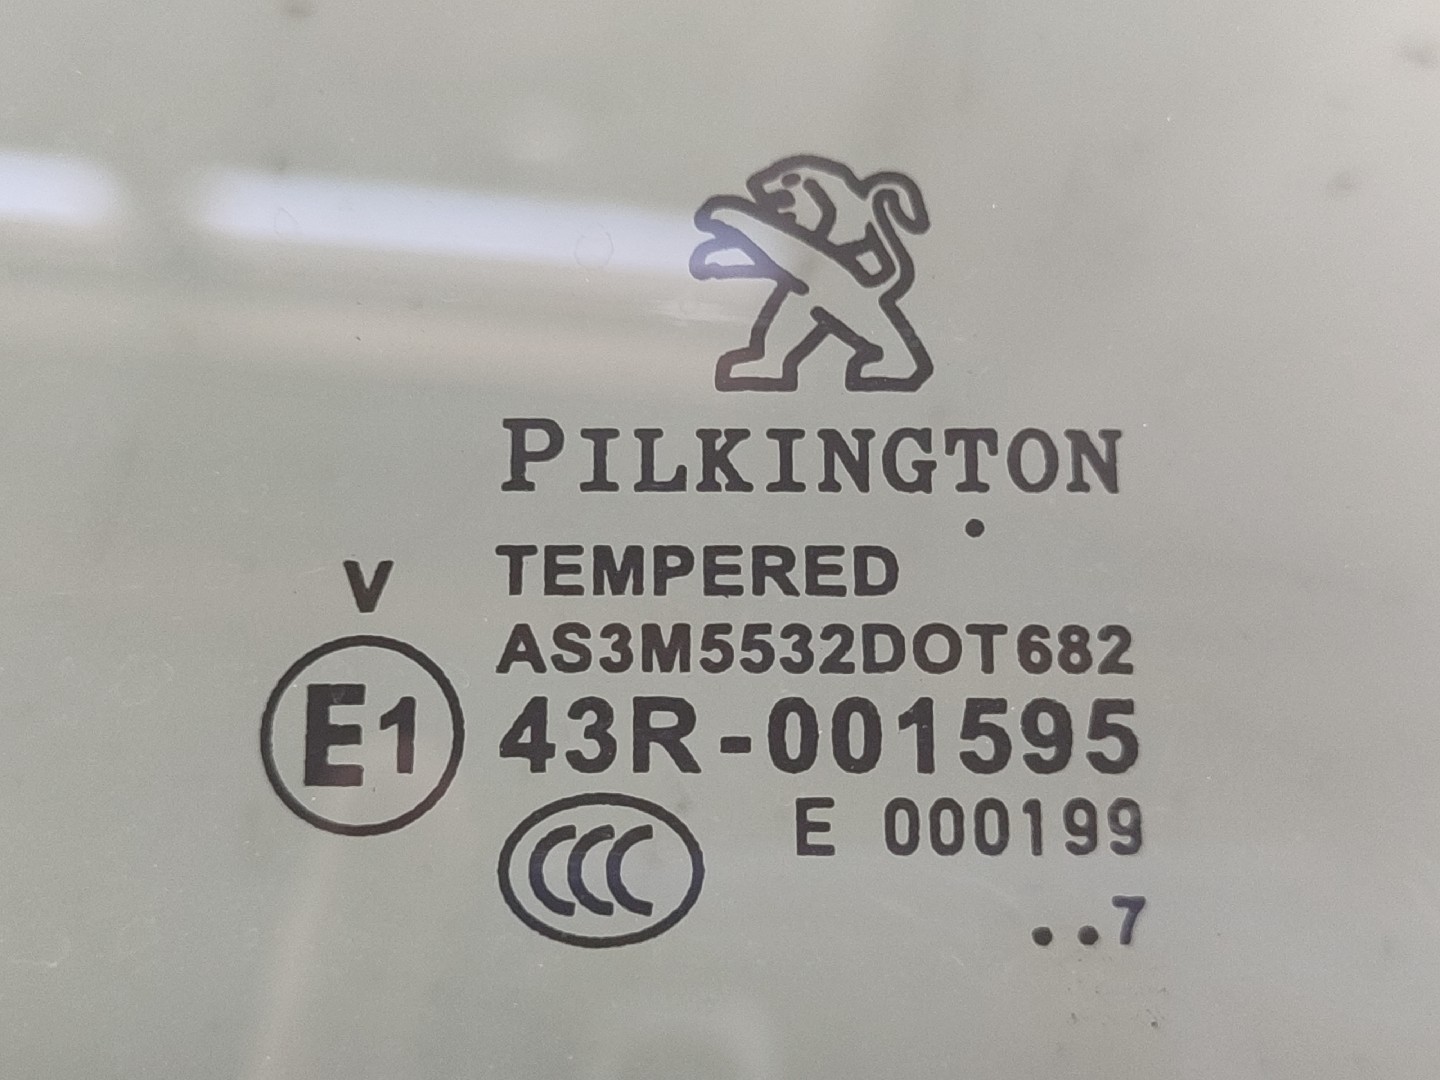 PILKINGTON
TEMPERED
V
AS3M5532DOT682
E1 43R-001595
CCC E 000199
..7